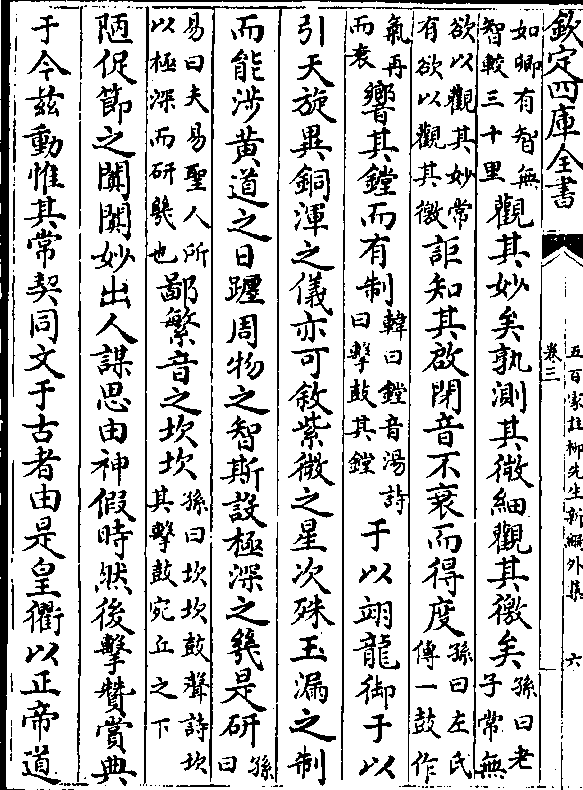 欽定四庫全書
五百家註柳先生新編外集
卷三
六
如卿有智無
智較三十里
觀其妙矣孰測其微細觀其徼矣
孫曰老
子常無
欲以觀其妙常
有欲以觀其徼
詎知其啟閉音不衰而得度
孫曰左氏
傳一鼓作
氣再
而衰
響其鏜而有制
韓曰鏜音湯詩
曰擊鼓其鏜
于以翊龍御于以
引天旋異銅渾之儀亦可敘紫微之星次殊玉漏之制
而能涉黃道之日躔周物之智斯設極深之幾是研
孫
曰
易曰夫易聖人所
以極深而研幾也
鄙繁音之坎坎
孫曰坎坎鼓聲詩坎
其擊鼓宛丘之下
陋促節之闐闐妙出人謀思由神假時然後擊贊賞典
于今茲動惟其常契同文于古者由是皇衢以正帝道